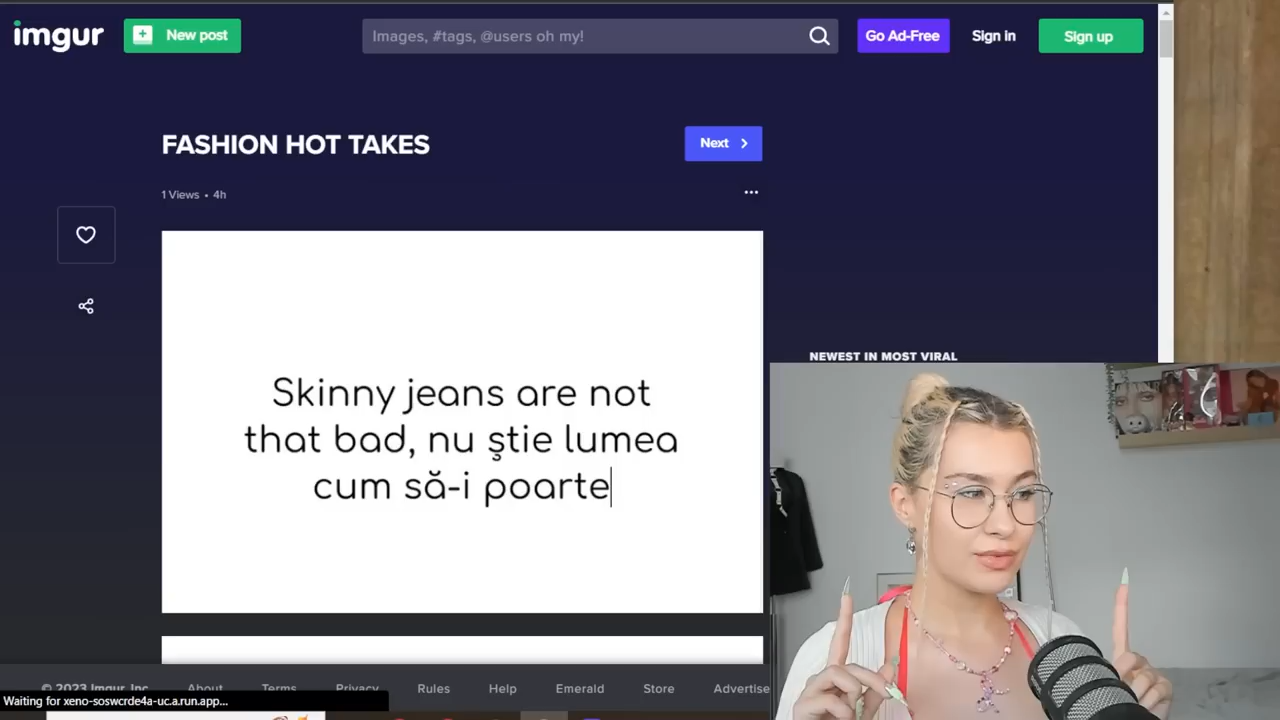 imgur
New post
Images, #tags, @users oh my!
Go Ad-Free
Sign in
Sign up
FASHION HOT TAKES
Next
1 Views • 4h
Skinny jeans are not
that bad, nu ştie lumea
cum să-i poarte
NEWEST IN MOST VIRAL
© 2023 Imgur, Inc
About
Terms
Privacy
Rules
Help
Emerald
Store
Advertise
Waiting for xeno-soswcrde4a-uc.a.run.app...